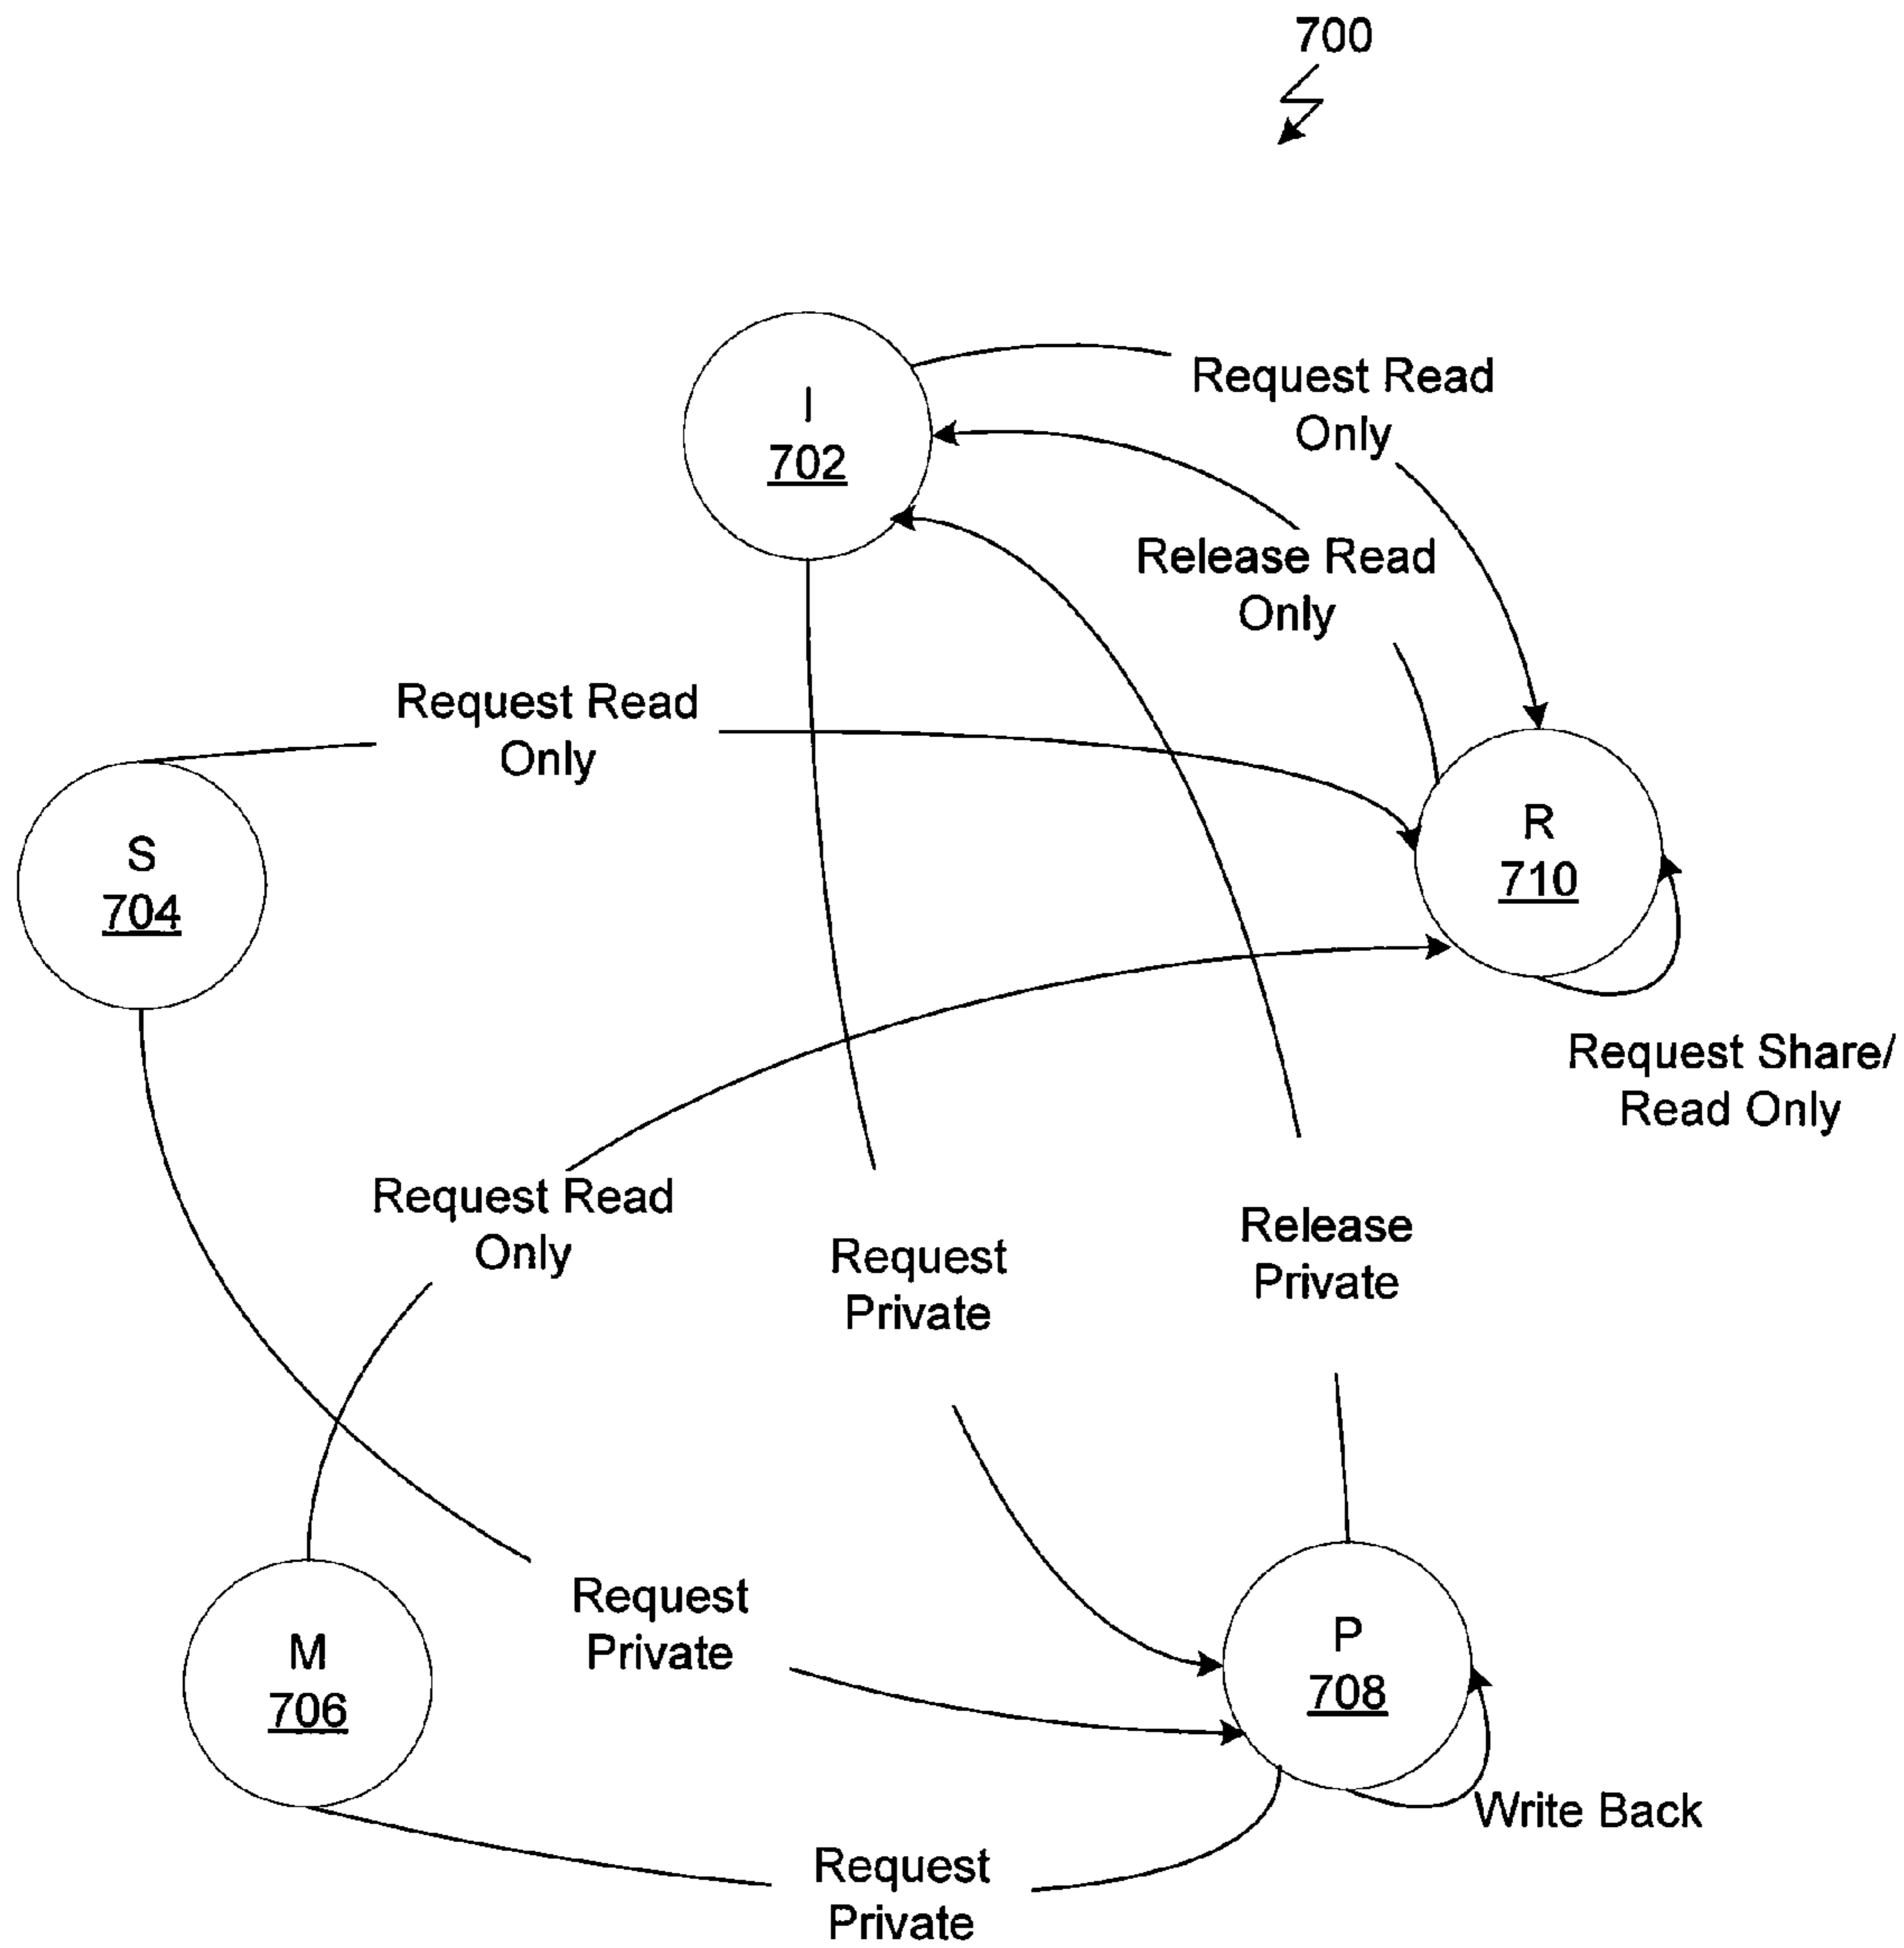 700
I
702
Request Read
Only
Release Read
Only
Request Read
Only
S
704
R
710
Request Share/
Read Only
Request Read
Only
Request
Private
Release
Private
Request
Private
M
706
P
708
Write Back
Request
Private